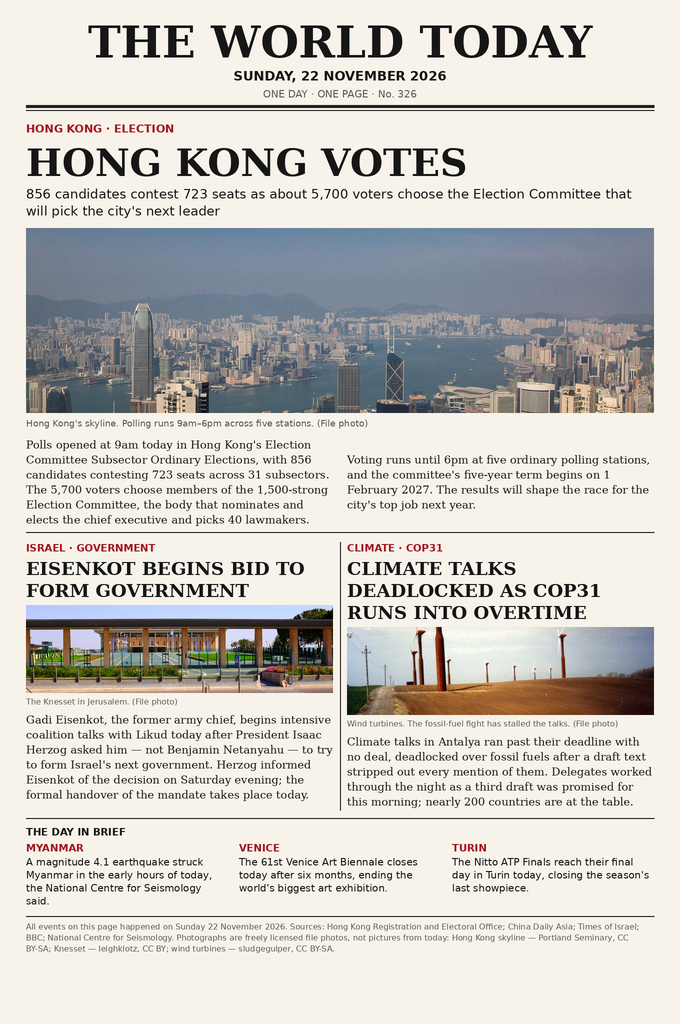 THE WORLD TODAY
SUNDAY, 22 NOVEMBER 2026
ONE DAY · ONE PAGE · No. 326
HONG KONG · ELECTION
HONG KONG VOTES
856 candidates contest 723 seats as about 5,700 voters choose the Election Committee that
will pick the city's next leader
Hong Kong's skyline. Polling runs 9am–6pm across five stations. (File photo)
Polls opened at 9am today in Hong Kong's Election
Committee Subsector Ordinary Elections, with 856
candidates contesting 723 seats across 31 subsectors.
The 5,700 voters choose members of the 1,500-strong
Election Committee, the body that nominates and
elects the chief executive and picks 40 lawmakers.
Voting runs until 6pm at five ordinary polling stations,
and the committee's five-year term begins on 1
February 2027. The results will shape the race for the
city's top job next year.
ISRAEL · GOVERNMENT
EISENKOT BEGINS BID TO
FORM GOVERNMENT
The Knesset in Jerusalem. (File photo)
Gadi Eisenkot, the former army chief, begins intensive
coalition talks with Likud today after President Isaac
Herzog asked him — not Benjamin Netanyahu — to try
to form Israel's next government. Herzog informed
Eisenkot of the decision on Saturday evening; the
formal handover of the mandate takes place today.
CLIMATE · COP31
CLIMATE TALKS
DEADLOCKED AS COP31
RUNS INTO OVERTIME
Wind turbines. The fossil-fuel fight has stalled the talks. (File photo)
Climate talks in Antalya ran past their deadline with
no deal, deadlocked over fossil fuels after a draft text
stripped out every mention of them. Delegates worked
through the night as a third draft was promised for
this morning; nearly 200 countries are at the table.
THE DAY IN BRIEF
MYANMAR
A magnitude 4.1 earthquake struck
Myanmar in the early hours of today,
the National Centre for Seismology
said.
VENICE
The 61st Venice Art Biennale closes
today after six months, ending the
world's biggest art exhibition.
TURIN
The Nitto ATP Finals reach their final
day in Turin today, closing the season's
last showpiece.
All events on this page happened on Sunday 22 November 2026. Sources: Hong Kong Registration and Electoral Office; China Daily Asia; Times of Israel;
BBC; National Centre for Seismology. Photographs are freely licensed file photos, not pictures from today: Hong Kong skyline — Portland Seminary, CC
BY-SA; Knesset — leighklotz, CC BY; wind turbines — sludgegulper, CC BY-SA.